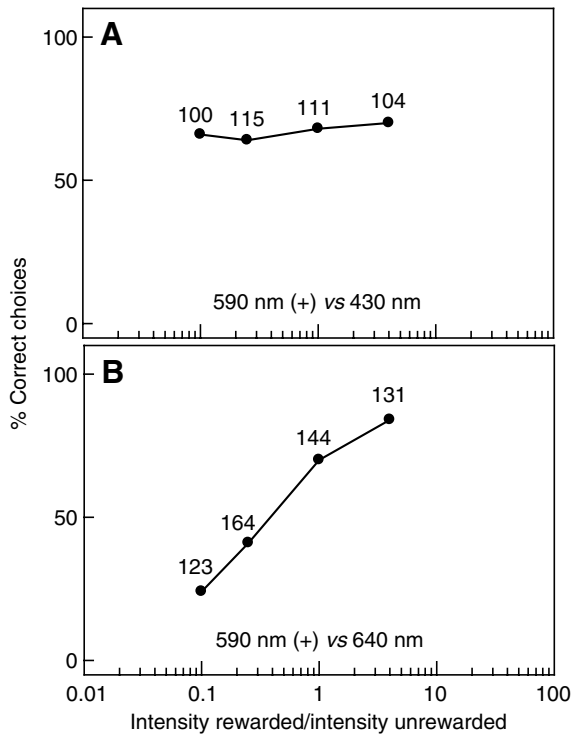 % Correct choices
A
100
50
0
100 115 111 104
590 nm (+) vs 430 nm
B
100
50
0
123 164 144 131
590 nm (+) vs 640 nm
0.01 0.1 1 10 100
Intensity rewarded/intensity unrewarded